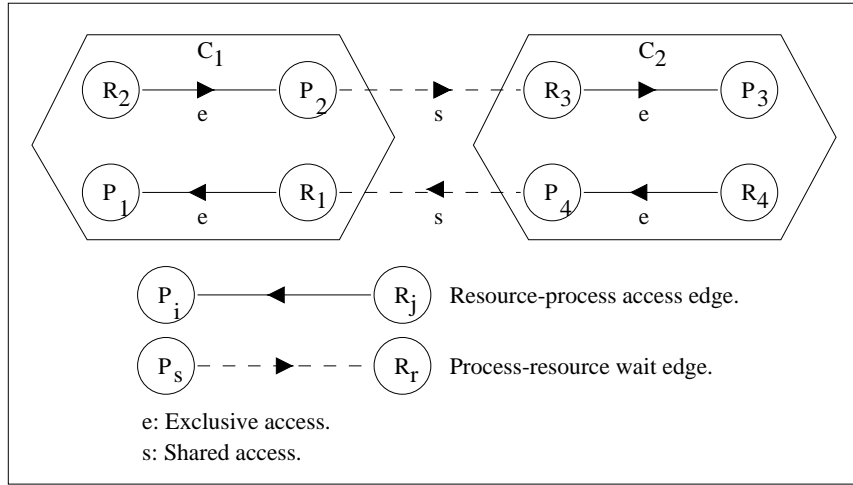 C1 C2
R2 P2 R3 P3
e s e
P1 R1 P4 R4
e s e
Pi Rj Resource-process access edge.
Ps Rr Process-resource wait edge.
e: Exclusive access.
s: Shared access.